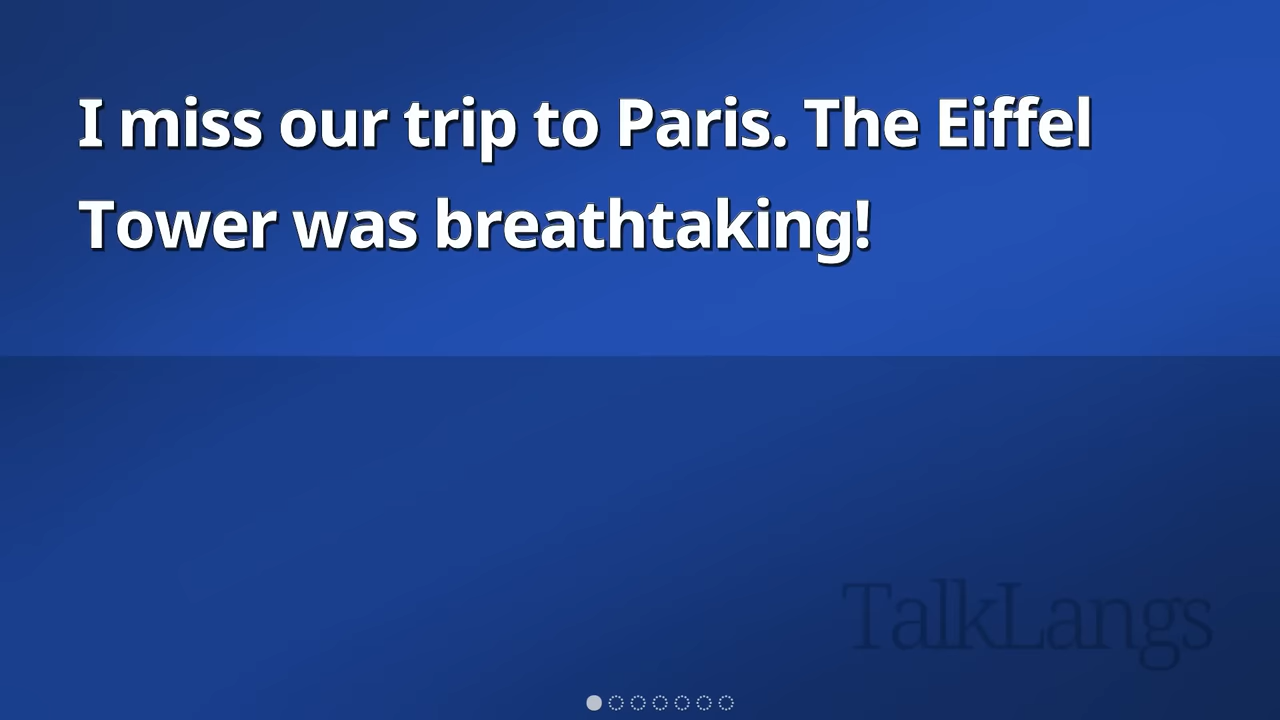 I miss our trip to Paris. The Eiffel
Tower was breathtaking!
TalkLangs